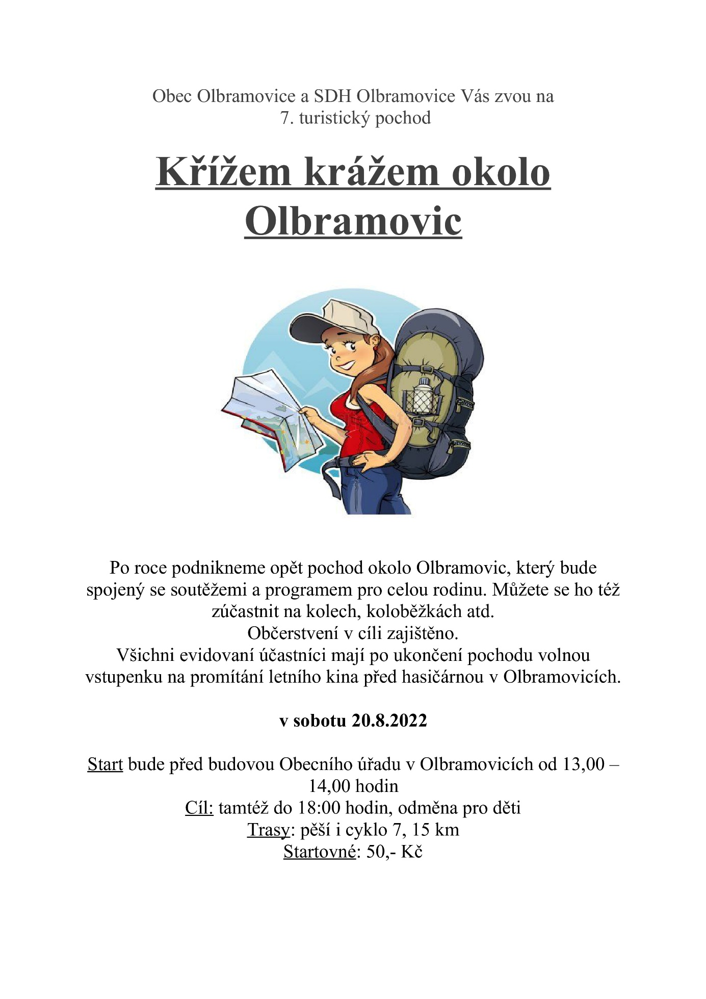 Obec Olbramovice a SDH Olbramovice Vás zvou na
7. turistický pochod
Křížem krážem okolo
Olbramovic
Po roce podnikneme opět pochod okolo Olbramovic, který bude
spojený se soutěžemi a programem pro celou rodinu. Můžete se ho též
zúčastnit na kolech, koloběžkách atd.
Občerstvení v cíli zajištěno.
Všichni evidovaní účastníci mají po ukončení pochodu volnou
vstupenku na promítání letního kina před hasičárnou v Olbramovicích.
v sobotu 20.8.2022
Start bude před budovou Obecního úřadu v Olbramovicích od 13,00 –
14,00 hodin
Cíl: tamtéž do 18:00 hodin, odměna pro děti
Trasy: pěší i cyklo 7, 15 km
Startovné: 50,- Kč